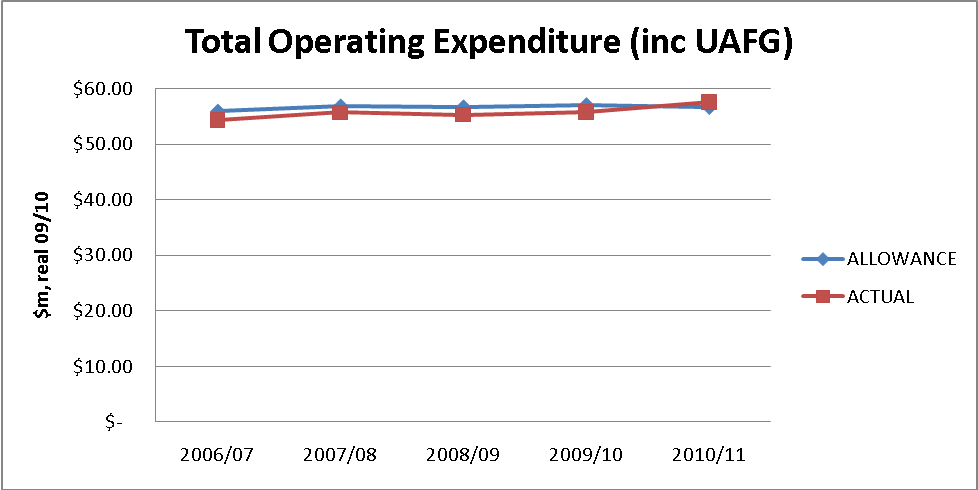 Total Operating Expenditure (inc UAFG)
$60.00
$50.00
$40.00
$30.00
$20.00
$10.00
$-
$m, real 09/10
2006/07 2007/08 2008/09 2009/10 2010/11
ALLOWANCE
ACTUAL